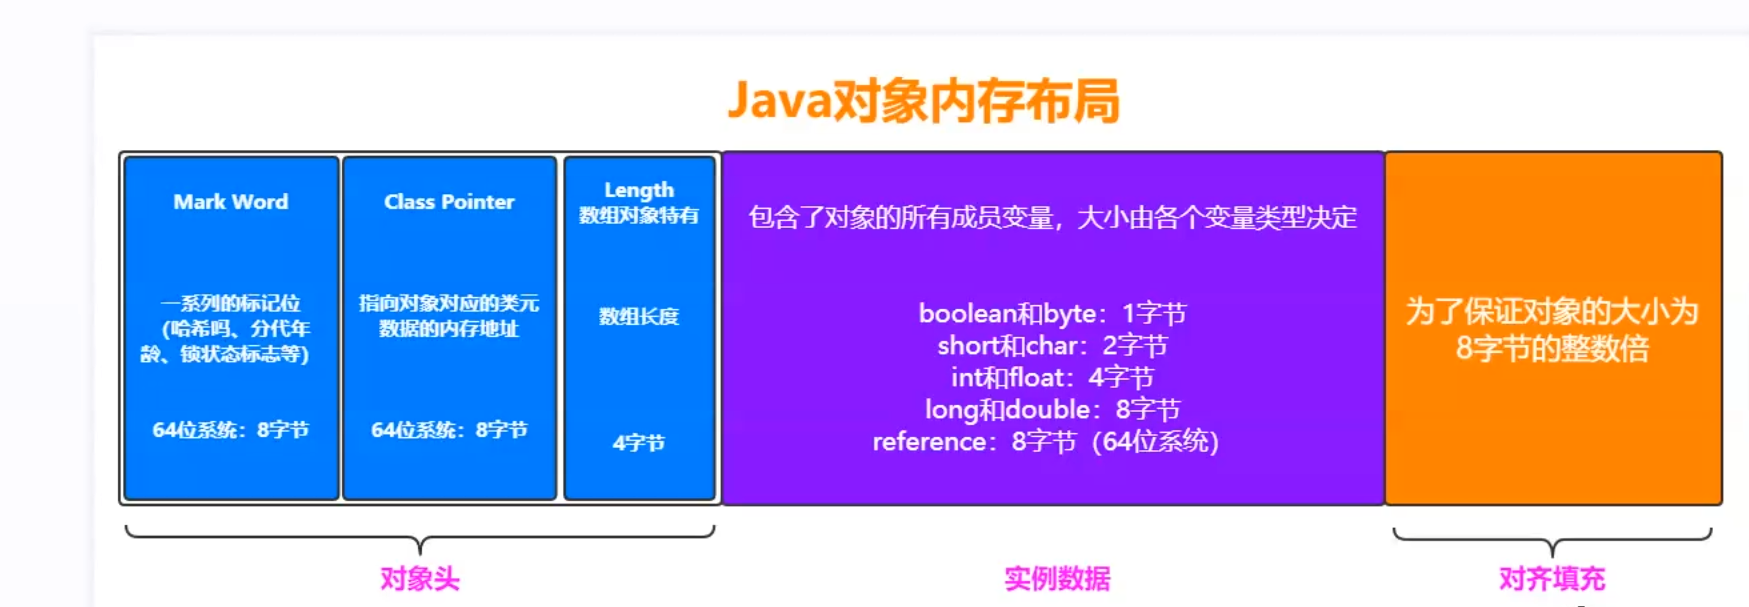 Java对象内存布局
Mark Word
一系列的标记位
（哈希吗、分代年
龄、锁状态标志等）
64位系统：8字节
Class Pointer
指向对象对应的类元
数据的内存地址
64位系统：8字节
Length
数组对象特有
数组长度
4字节
包含了对象的所有成员变量，大小由各个变量类型决定
boolean和byte：1字节
short和char：2字节
int和float：4字节
long和double：8字节
reference：8字节（64位系统）
为了保证对象的大小为
8字节的整数倍
对象头
实例数据
对齐填充